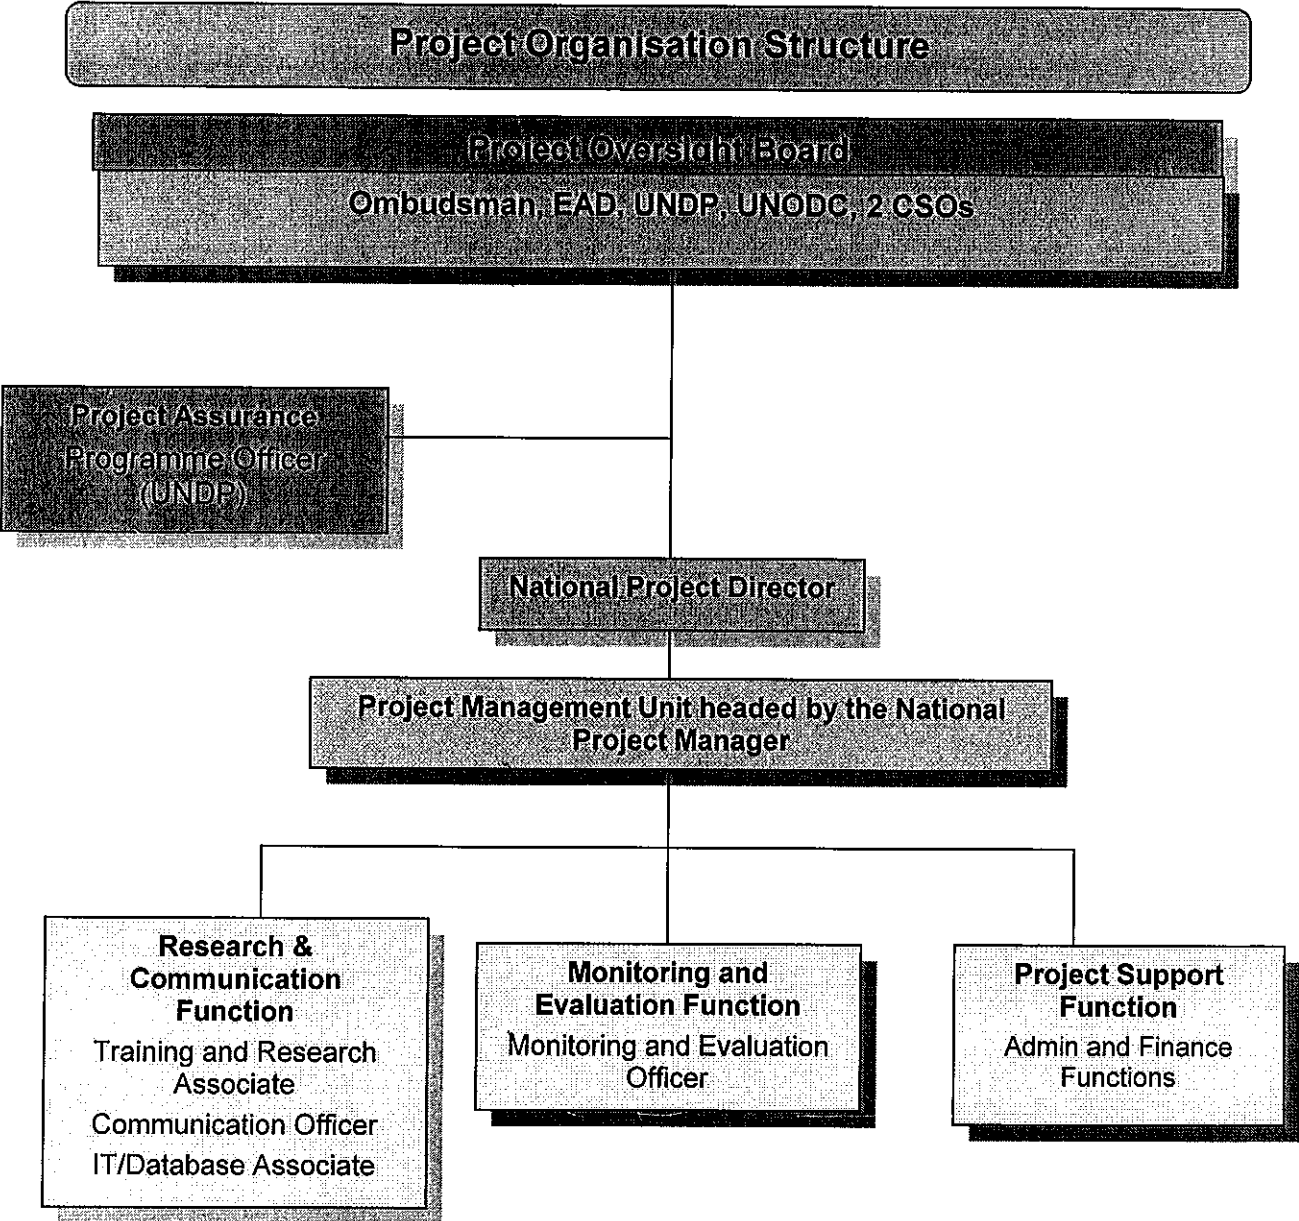 Project Organisation Structure
Project Oversight Board
Ombudsman, EAD, UNDP, UNODC, 2 CSOs
Project Assurance
Programme Officer
(UNDP)
National Project Director
Project Management Unit headed by the National
Project Manager
Research &
Communication
Function
Training and Research
Associate
Communication Officer
IT/Database Associate
Monitoring and
Evaluation Function
Monitoring and Evaluation
Officer
Project Support
Function
Admin and Finance
Functions